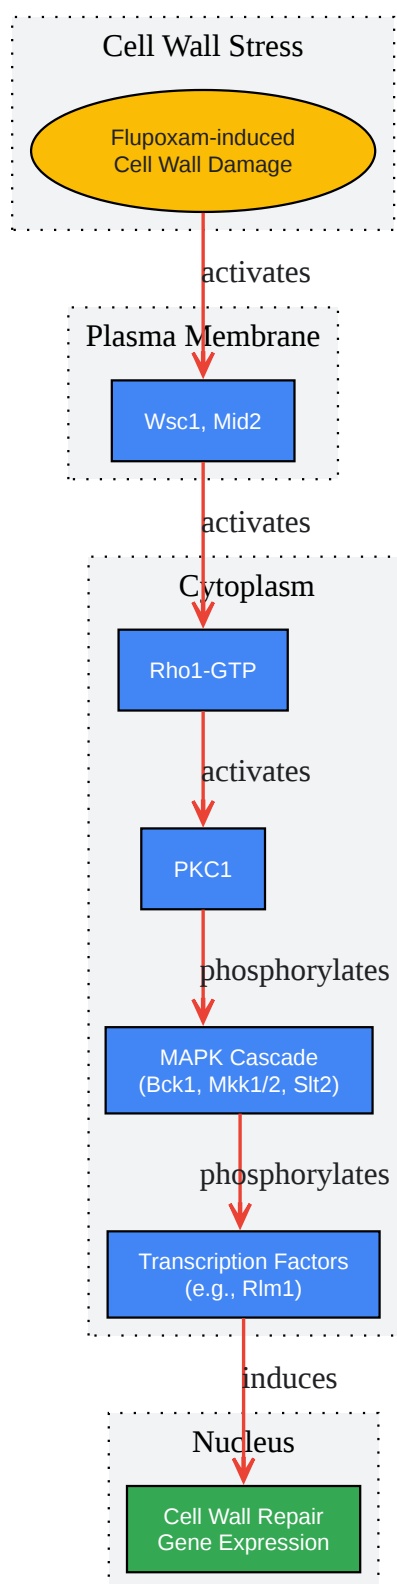 Cell Wall Stress
Flupoxam-induced
Cell Wall Damage
activates
Plasma Membrane
Wsc1, Mid2
activates
Cytoplasm
Rho1-GTP
activates
PKC1
phosphorylates
MAPK Cascade
(Bck1, Mkk1/2, Slt2)
phosphorylates
Transcription Factors
(e.g., Rlm1)
induces
Nucleus
Cell Wall Repair
Gene Expression